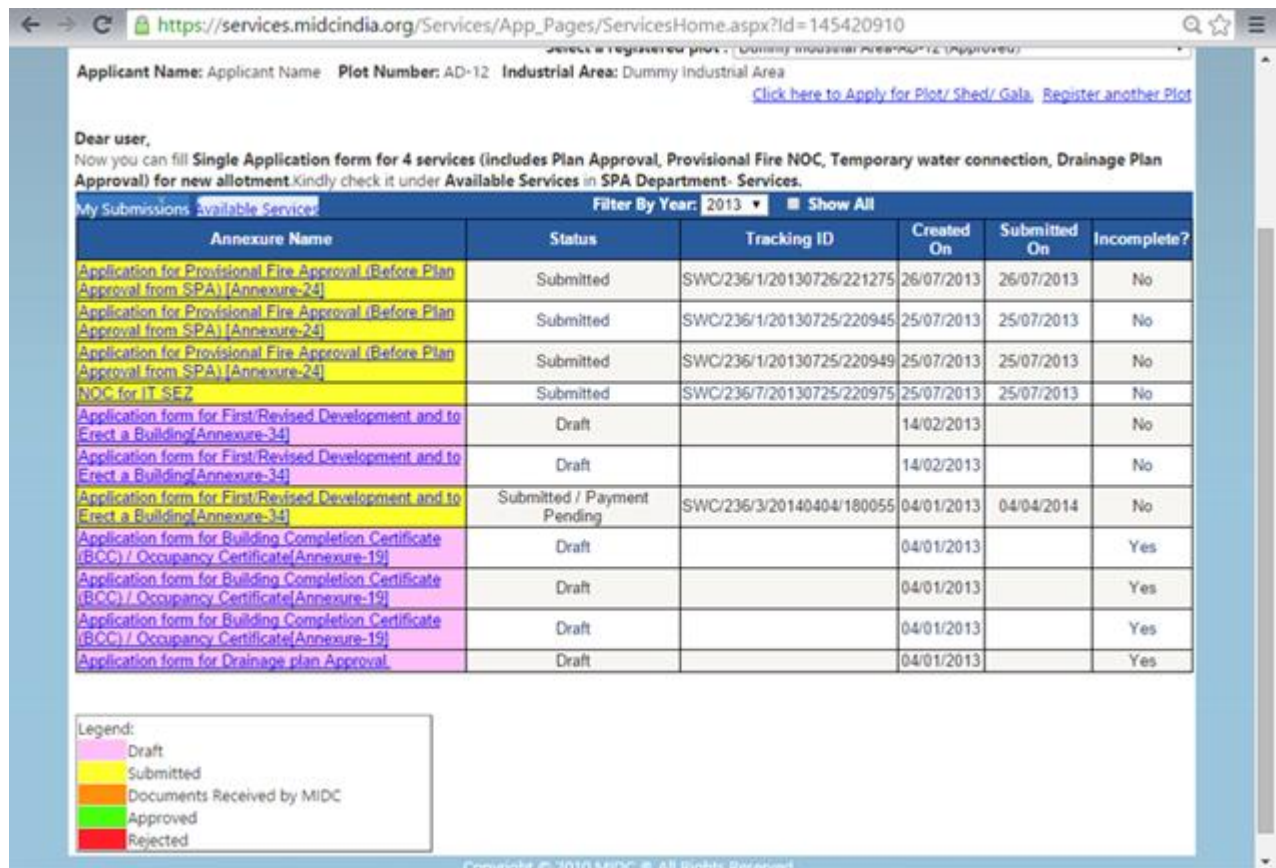 https://services.midcindia.org/Services/App_Pages/ServicesHome.aspx?Id=145420910
Select a registered plot : Dummy Industrial Area-AD-12 (Approved)
Applicant Name: Applicant Name Plot Number: AD-12 Industrial Area: Dummy Industrial Area
Click here to Apply for Plot/ Shed/ Gala. Register another Plot
Dear user,
Now you can fill Single Application form for 4 services (includes Plan Approval, Provisional Fire NOC, Temporary water connection, Drainage Plan
Approval) for new allotment.Kindly check it under Available Services in SPA Department- Services.
My Submissions Available Services Filter By Year: 2013 Show All
Annexure Name Status Tracking ID Created On Submitted On Incomplete?
Application for Provisional Fire Approval (Before Plan
Approval from SPA) [Annexure-24] Submitted SWC/236/1/20130726/221275 26/07/2013 26/07/2013 No
Application for Provisional Fire Approval (Before Plan
Approval from SPA) [Annexure-24] Submitted SWC/236/1/20130725/220945 25/07/2013 25/07/2013 No
Application for Provisional Fire Approval (Before Plan
Approval from SPA) [Annexure-24] Submitted SWC/236/1/20130725/220949 25/07/2013 25/07/2013 No
NOC for IT SEZ Submitted SWC/236/7/20130725/220975 25/07/2013 25/07/2013 No
Application form for First/Revised Development and to
Erect a Building[Annexure-34] Draft 14/02/2013 No
Application form for First/Revised Development and to
Erect a Building[Annexure-34] Draft 14/02/2013 No
Application form for First/Revised Development and to
Erect a Building[Annexure-34] Submitted / Payment Pending SWC/236/3/20140404/180055 04/01/2013 04/04/2014 No
Application form for Building Completion Certificate
(BCC) / Occupancy Certificate[Annexure-19] Draft 04/01/2013 Yes
Application form for Building Completion Certificate
(BCC) / Occupancy Certificate[Annexure-19] Draft 04/01/2013 Yes
Application form for Building Completion Certificate
(BCC) / Occupancy Certificate[Annexure-19] Draft 04/01/2013 Yes
Application form for Drainage plan Approval. Draft 04/01/2013 Yes
Legend:
Draft
Submitted
Documents Received by MIDC
Approved
Rejected
Copyright © 2010 MIDC ® All Rights Reserved